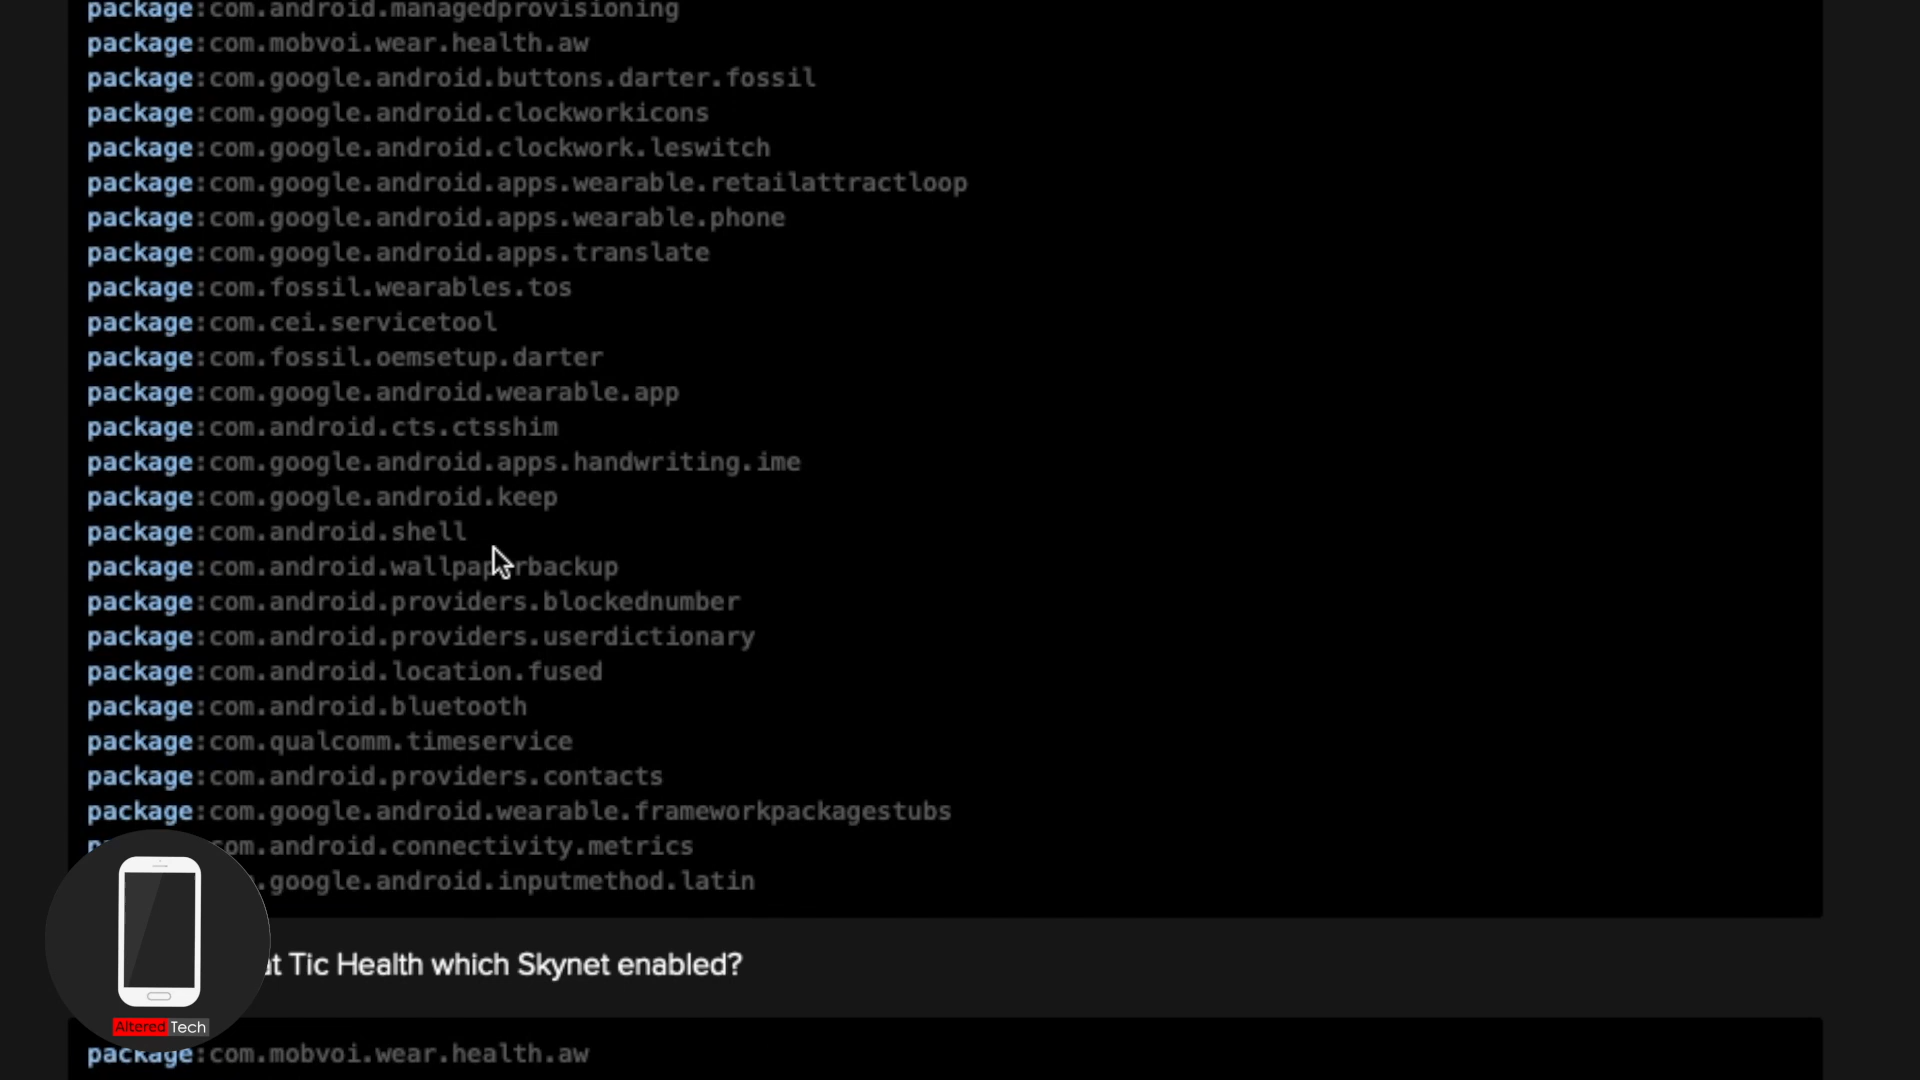 package:com.android.managedprovisioning
package:com.mobvoi.wear.health.aw
package:com.google.android.buttons.darter.fossil
package:com.google.android.clockworkicons
package:com.google.android.clockwork.leswitch
package:com.google.android.apps.wearable.retailattractloop
package:com.google.android.apps.wearable.phone
package:com.google.android.apps.translate
package:com.fossil.wearables.tos
package:com.cei.servicetool
package:com.fossil.oemsetup.darter
package:com.google.android.wearable.app
package:com.android.cts.ctsshim
package:com.google.android.apps.handwriting.ime
package:com.google.android.keep
package:com.android.shell
package:com.android.wallpaperbackup
package:com.android.providers.blockednumber
package:com.android.providers.userdictionary
package:com.android.location.fused
package:com.android.bluetooth
package:com.qualcomm.timeservice
package:com.android.providers.contacts
package:com.google.android.wearable.frameworkpackagestubs
com.android.connectivity.metrics
.google.android.inputmethod.latin
at Tic Health which Skynet enabled?
Altered Tech
package:com.mobvoi.wear.health.aw